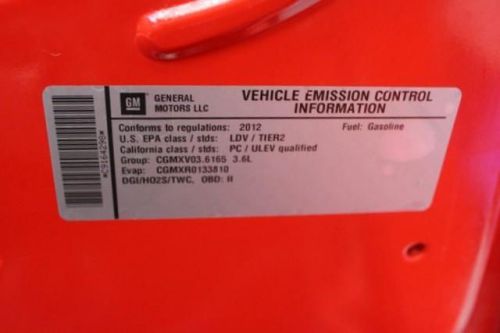 GM
GENERAL MOTORS LLC
VEHICLE EMISSION CONTROL
INFORMATION
Conforms to regulations: 2012 Fuel: Gasoline
U.S. EPA class / stds: LDV / TIER2
California class / stds: PC / ULEV qualified
Group: CGMXV03.6165 3.6L
Evap: CGMXR0133810
DGI/HO2S/TWC, OBD: II
*C9164298*